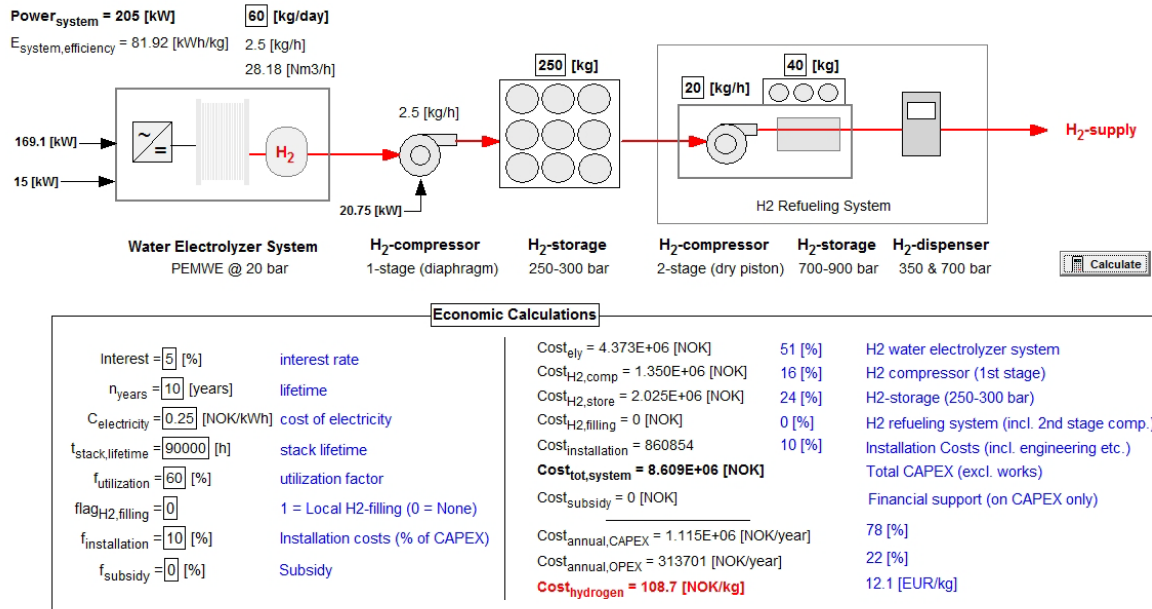 Power_system = 205 [kW]
60 [kg/day]
E_system,efficiency = 81.92 [kWh/kg]
2.5 [kg/h]
28.18 [Nm3/h]
169.1 [kW]
15 [kW]
~
=
H₂
2.5 [kg/h]
20.75 [kW]
250 [kg]
20 [kg/h]
40 [kg]
H2 Refueling System
H₂-supply
Water Electrolyzer System
PEMWE @ 20 bar
H₂-compressor
1-stage (diaphragm)
H₂-storage
250-300 bar
H₂-compressor
2-stage (dry piston)
H₂-storage
700-900 bar
H₂-dispenser
350 & 700 bar
Calculate
Economic Calculations
Interest = 5 [%] interest rate
n_years = 10 [years] lifetime
C_electricity = 0.25 [NOK/kWh] cost of electricity
t_stack,lifetime = 90000 [h] stack lifetime
f_utilization = 60 [%] utilization factor
flag_H2,filling = 0 1 = Local H2-filling (0 = None)
f_installation = 10 [%] Installation costs (% of CAPEX)
f_subsidy = 0 [%] Subsidy
Cost_ely = 4.373E+06 [NOK] 51 [%] H2 water electrolyzer system
Cost_H2,comp = 1.350E+06 [NOK] 16 [%] H2 compressor (1st stage)
Cost_H2,store = 2.025E+06 [NOK] 24 [%] H2-storage (250-300 bar)
Cost_H2,filling = 0 [NOK] 0 [%] H2 refueling system (incl. 2nd stage comp.)
Cost_installation = 860854 10 [%] Installation Costs (incl. engineering etc.)
Cost_tot,system = 8.609E+06 [NOK] Total CAPEX (excl. works)
Cost_subsidy = 0 [NOK] Financial support (on CAPEX only)
Cost_annual,CAPEX = 1.115E+06 [NOK/year] 78 [%]
Cost_annual,OPEX = 313701 [NOK/year] 22 [%]
Cost_hydrogen = 108.7 [NOK/kg] 12.1 [EUR/kg]